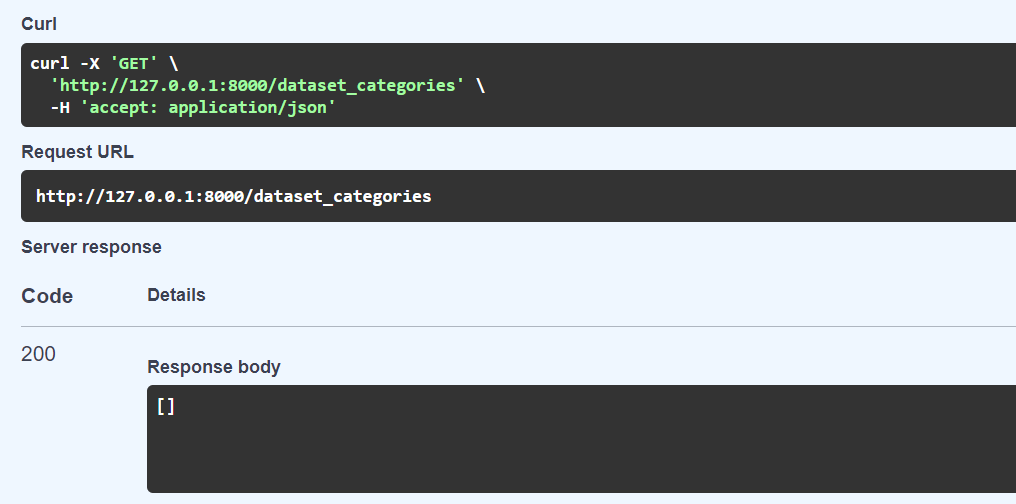 Curl
curl -X 'GET' \
'http://127.0.0.1:8000/dataset_categories' \
-H 'accept: application/json'
Request URL
http://127.0.0.1:8000/dataset_categories
Server response
Code Details
200
Response body
[]